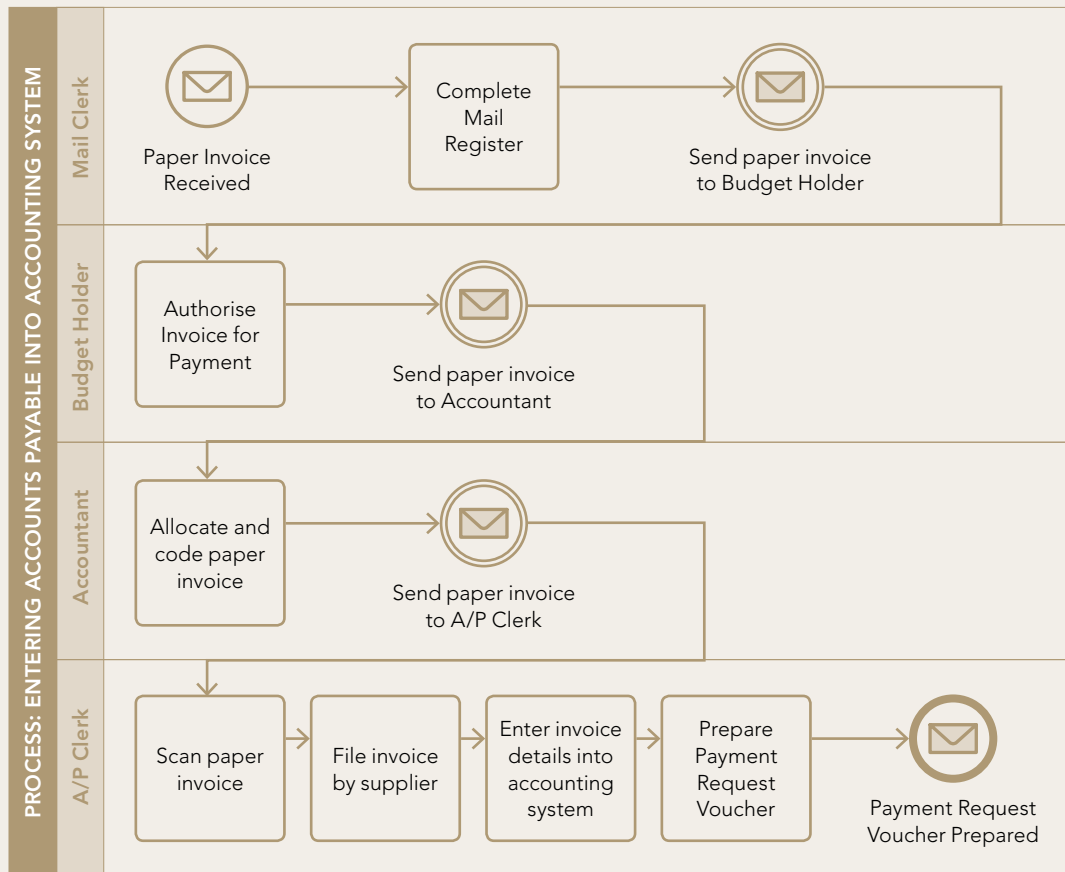 PROCESS: ENTERING ACCOUNTS PAYABLE INTO ACCOUNTING SYSTEM
Mail Clerk
Paper Invoice
Received
Complete
Mail
Register
Send paper invoice
to Budget Holder
Budget Holder
Authorise
Invoice for
Payment
Send paper invoice
to Accountant
Accountant
Allocate and
code paper
invoice
Send paper invoice
to A/P Clerk
A/P Clerk
Scan paper
invoice
File invoice
by supplier
Enter invoice
details into
accounting
system
Prepare
Payment
Request
Voucher
Payment Request
Voucher Prepared